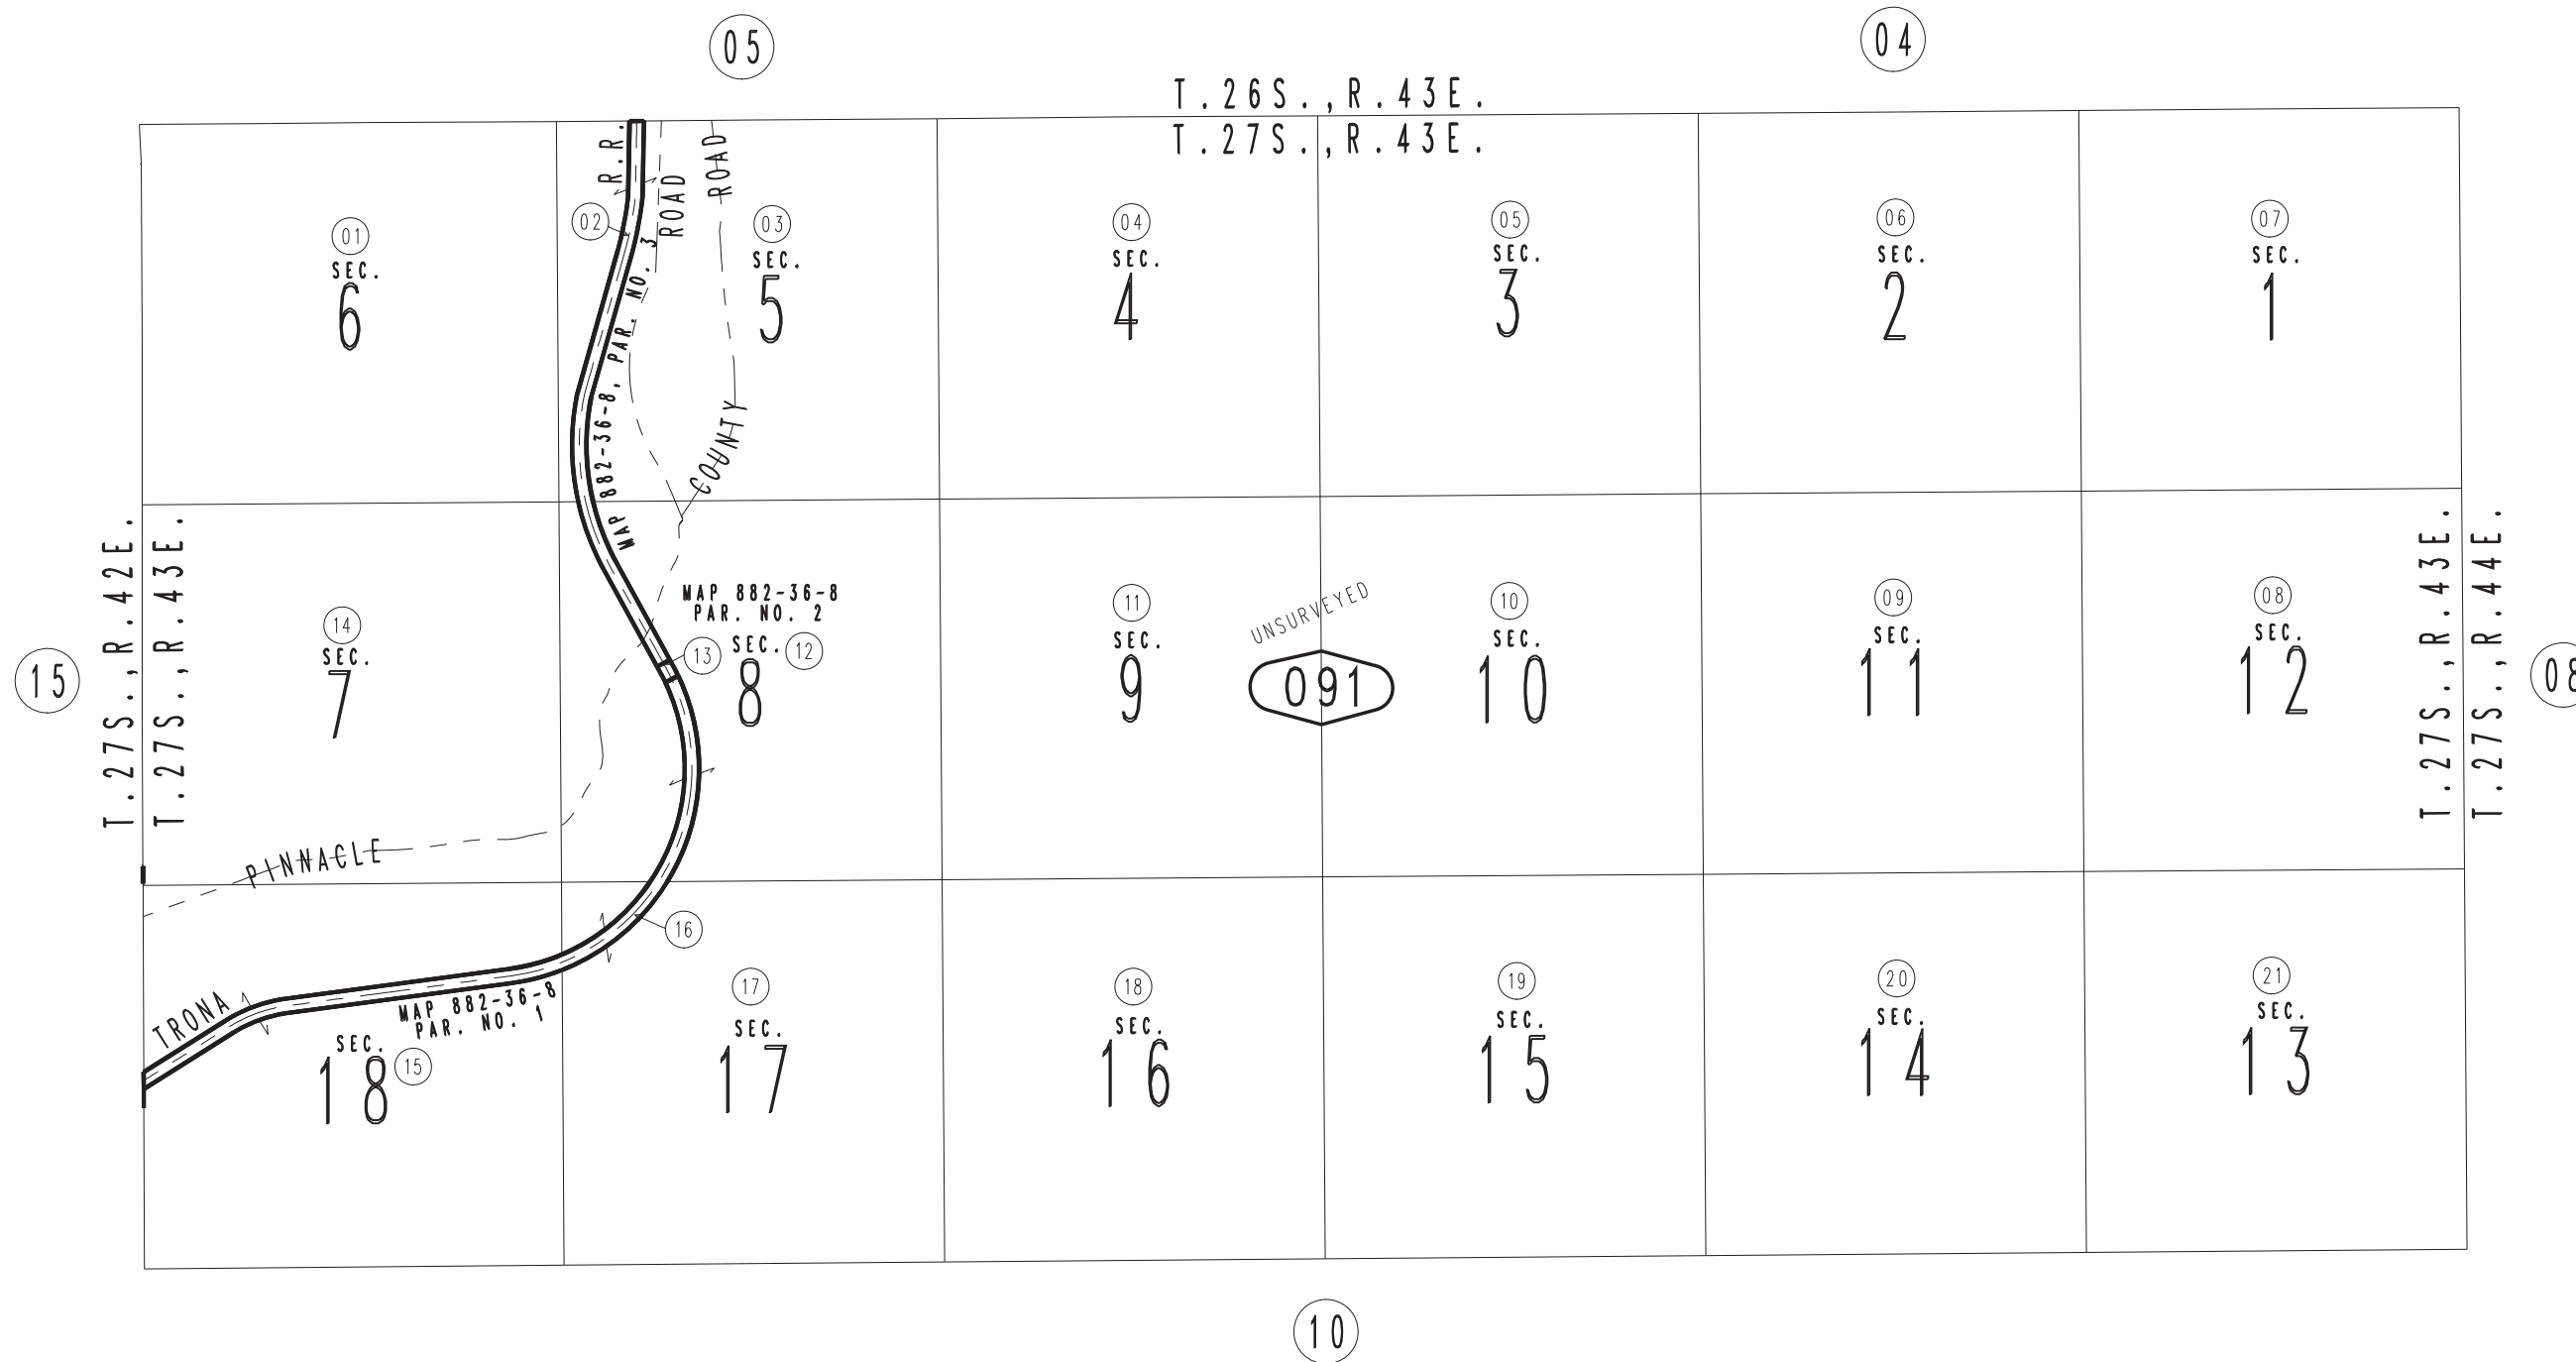 05
04
T.26S.,R.43E.
T.27S.,R.43E.
R.R.
ROAD
ROAD
01
SEC.
6
02
03
SEC.
5
04
SEC.
4
05
SEC.
3
06
SEC.
2
07
SEC.
1
MAP 882-36-8, PAR. NO. 3
COUNTY
T.27S.,R.42E.
T.27S.,R.43E.
15
14
SEC.
7
MAP 882-36-8
PAR. NO. 2
13
SEC.
12
8
11
SEC.
9
UNSURVEYED
091
10
SEC.
10
09
SEC.
11
08
SEC.
12
T.27S.,R.43E.
T.27S.,R.44E.
08
PINNACLE
TRONA
MAP 882-36-8
PAR. NO. 1
SEC.
18
15
16
17
SEC.
17
18
SEC.
16
19
SEC.
15
20
SEC.
14
21
SEC.
13
10